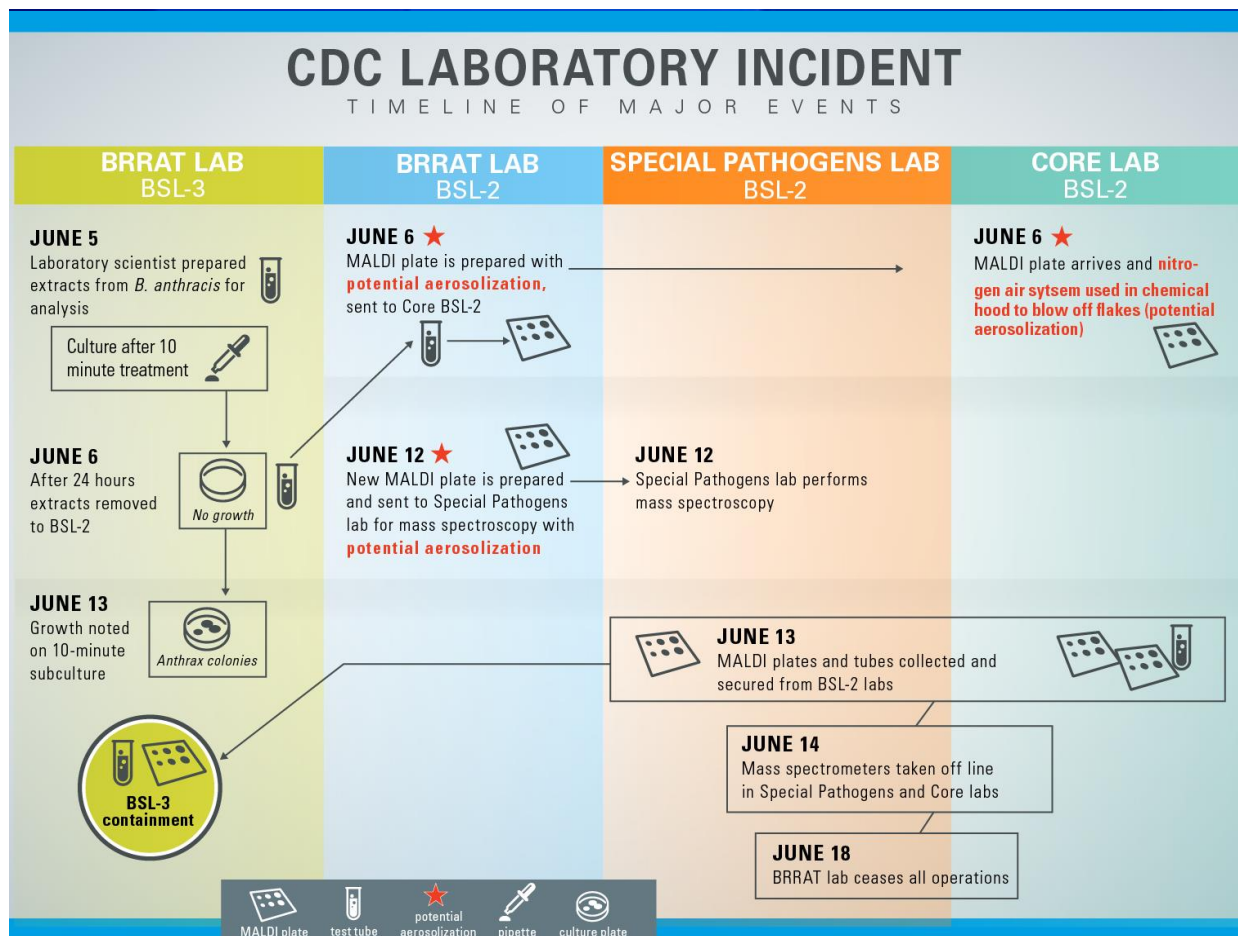 CDC LABORATORY INCIDENT
TIMELINE OF MAJOR EVENTS
BRRAT LAB
BSL-3
BRRAT LAB
BSL-2
SPECIAL PATHOGENS LAB
BSL-2
CORE LAB
BSL-2
JUNE 5
Laboratory scientist prepared
extracts from B. anthracis for
analysis
Culture after 10
minute treatment
JUNE 6
After 24 hours
extracts removed
to BSL-2
No growth
JUNE 13
Growth noted
on 10-minute
subculture
Anthrax colonies
BSL-3
containment
JUNE 6
MALDI plate is prepared with
potential aerosolization,
sent to Core BSL-2
JUNE 12
New MALDI plate is prepared
and sent to Special Pathogens
lab for mass spectroscopy with
potential aerosolization
JUNE 12
Special Pathogens lab performs
mass spectroscopy
JUNE 6
MALDI plate arrives and nitro-
gen air sytsem used in chemical
hood to blow off flakes (potential
aerosolization)
JUNE 13
MALDI plates and tubes collected and
secured from BSL-2 labs
JUNE 14
Mass spectrometers taken off line
in Special Pathogens and Core labs
JUNE 18
BRRAT lab ceases all operations
MALDI plate
test tube
potential
aerosolization
pipette
culture plate